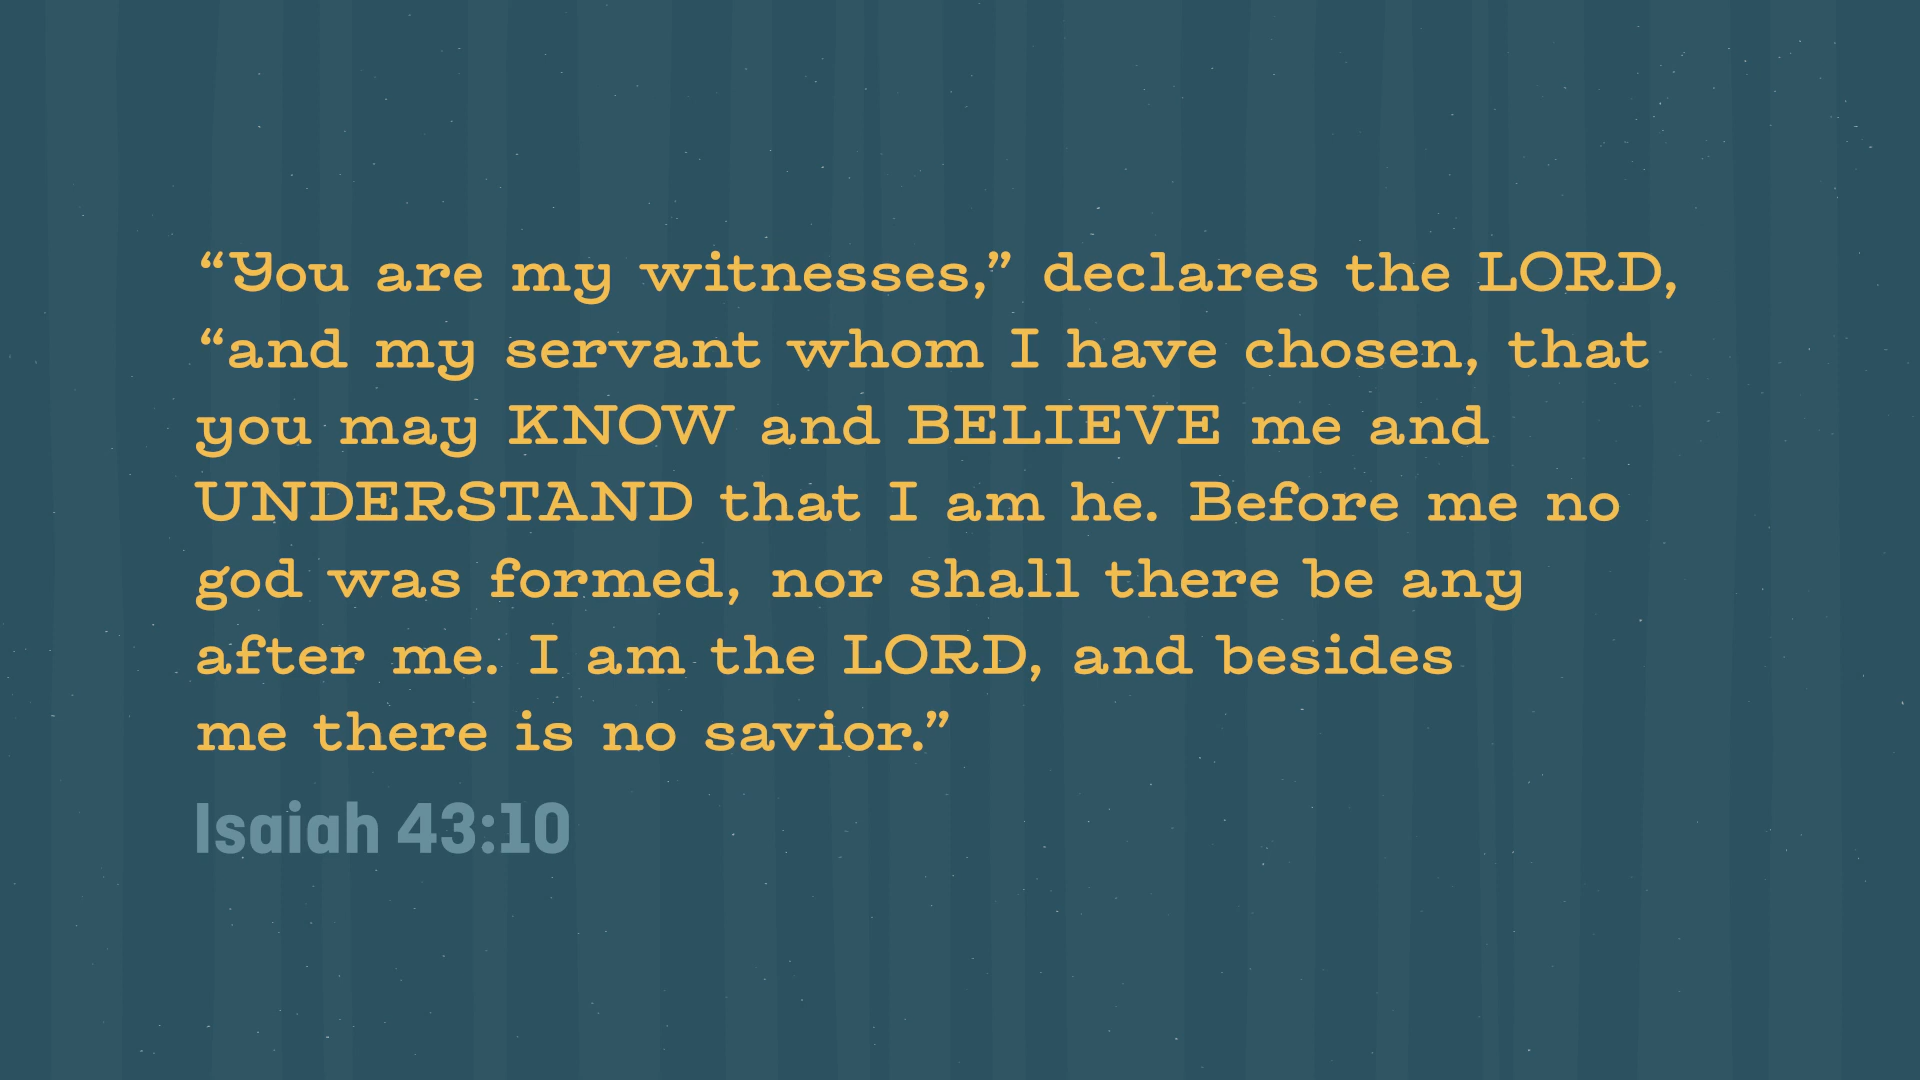 “You are my witnesses,” declares the LORD,
“and my servant whom I have chosen, that
you may KNOW and BELIEVE me and
UNDERSTAND that I am he. Before me no
god was formed, nor shall there be any
after me. I am the LORD, and besides
me there is no savior.”
Isaiah 43:10